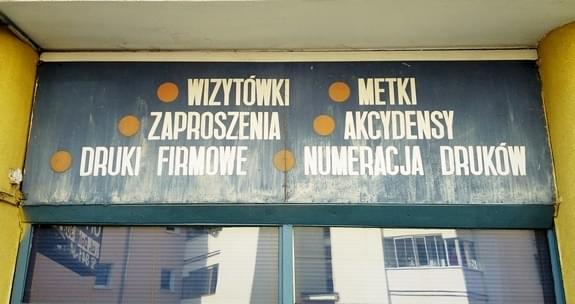 WIZYTÓWKI METKI
ZAPROSZENIA AKCYDENSY
DRUKI FIRMOWE NUMERACJA DRUKÓW